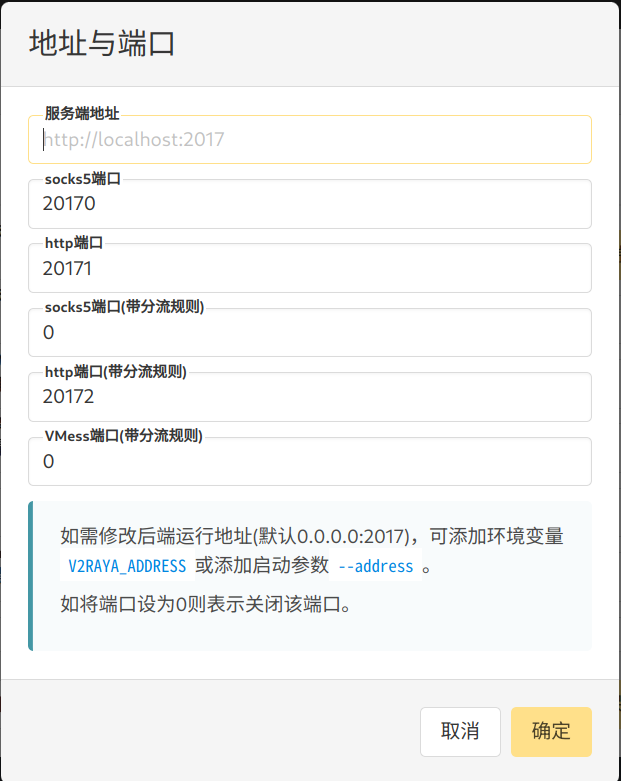 地址与端口
服务端地址
http://localhost:2017
socks5端口
20170
http端口
20171
socks5端口(带分流规则)
0
http端口(带分流规则)
20172
VMess端口(带分流规则)
0
如需修改后端运行地址(默认0.0.0.0:2017)，可添加环境变量
V2RAYA_ADDRESS 或添加启动参数 --address 。
如将端口设为0则表示关闭该端口。
取消
确定